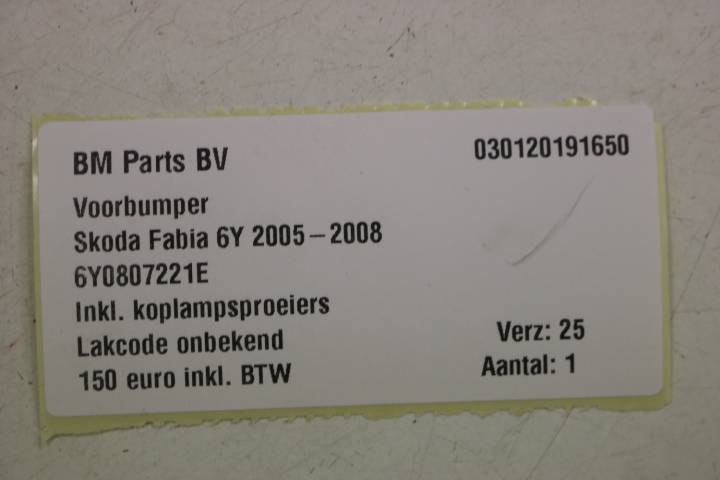 BM Parts BV 030120191650
Voorbumper
Skoda Fabia 6Y 2005-2008
6Y0807221E
Inkl. koplampsproeiers
Lakcode onbekend Verz: 25
150 euro inkl. BTW Aantal: 1